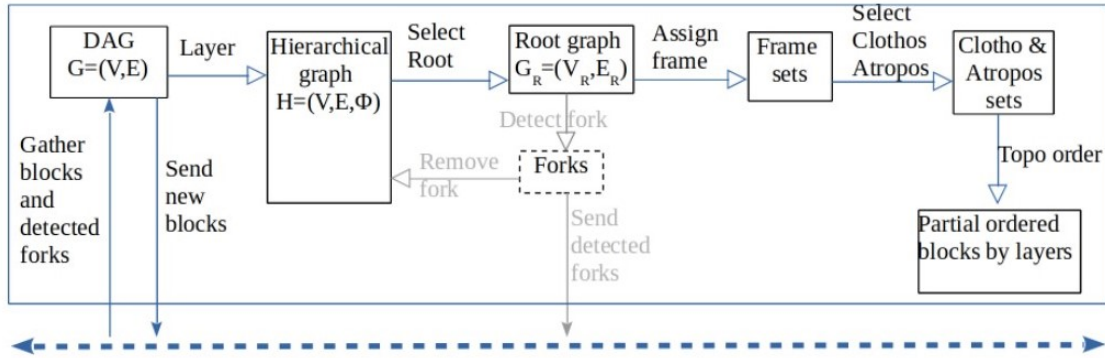 DAG
G=(V,E)
Layer
Hierarchical
graph
H=(V,E,Φ)
Select
Root
Root graph
G_R=(V_R,E_R)
Assign
frame
Frame
sets
Select
Clothos
Atropos
Clotho &
Atropos
sets
Detect fork
Forks
Remove
fork
Topo order
Gather
blocks
and
detected
forks
Send
new
blocks
Send
detected
forks
Partial ordered
blocks by layers